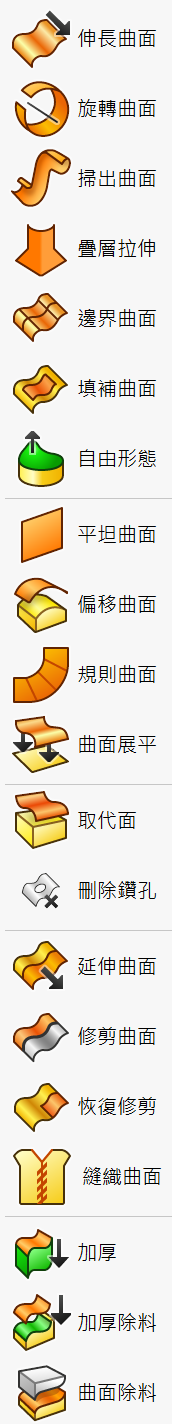 伸長曲面
旋轉曲面
掃出曲面
疊層拉伸
邊界曲面
填補曲面
自由形態
平坦曲面
偏移曲面
規則曲面
曲面展平
取代面
刪除鑽孔
延伸曲面
修剪曲面
恢復修剪
縫織曲面
加厚
加厚除料
曲面除料